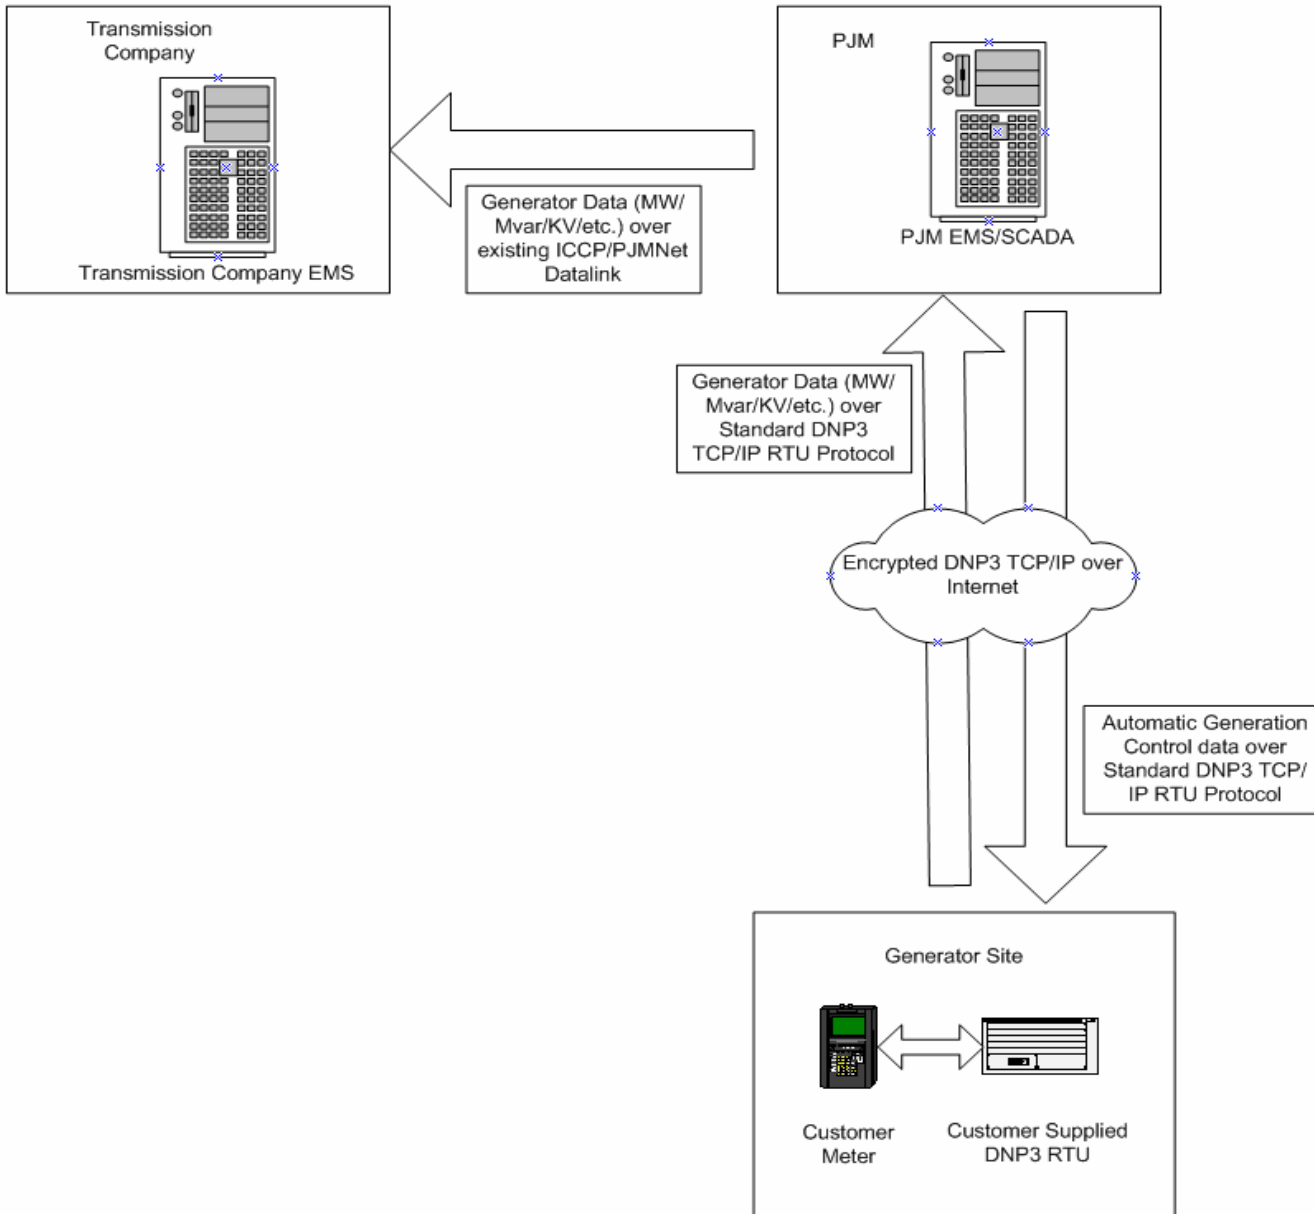 Transmission
Company
Transmission Company EMS
Generator Data (MW/
Mvar/KV/etc.) over
existing ICCP/PJMNet
Datalink
PJM
PJM EMS/SCADA
Generator Data (MW/
Mvar/KV/etc.) over
Standard DNP3
TCP/IP RTU Protocol
Encrypted DNP3 TCP/IP over
Internet
Automatic Generation
Control data over
Standard DNP3 TCP/
IP RTU Protocol
Generator Site
Customer
Meter
Customer Supplied
DNP3 RTU